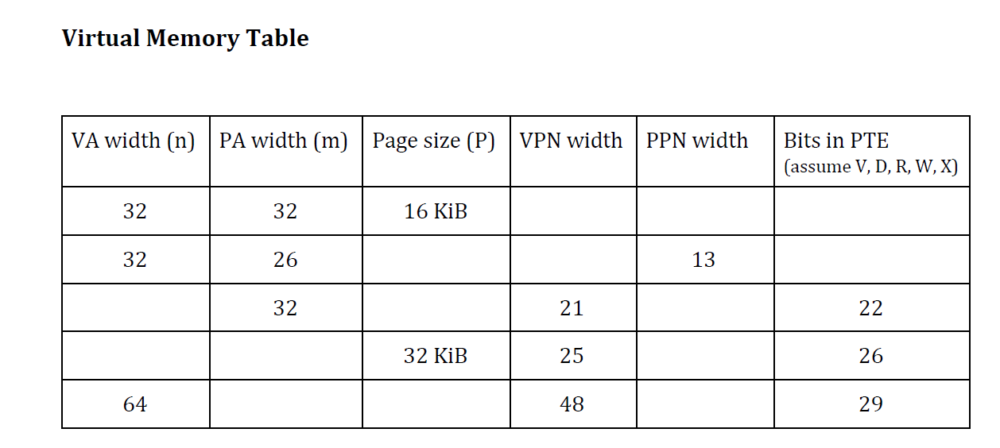 Virtual Memory Table
VA width (n) PA width (m) Page size (P) VPN width PPN width Bits in PTE
(assume V, D, R, W, X)
32 32 16 KiB
32 26 13
32 21 22
32 KiB 25 26
64 48 29